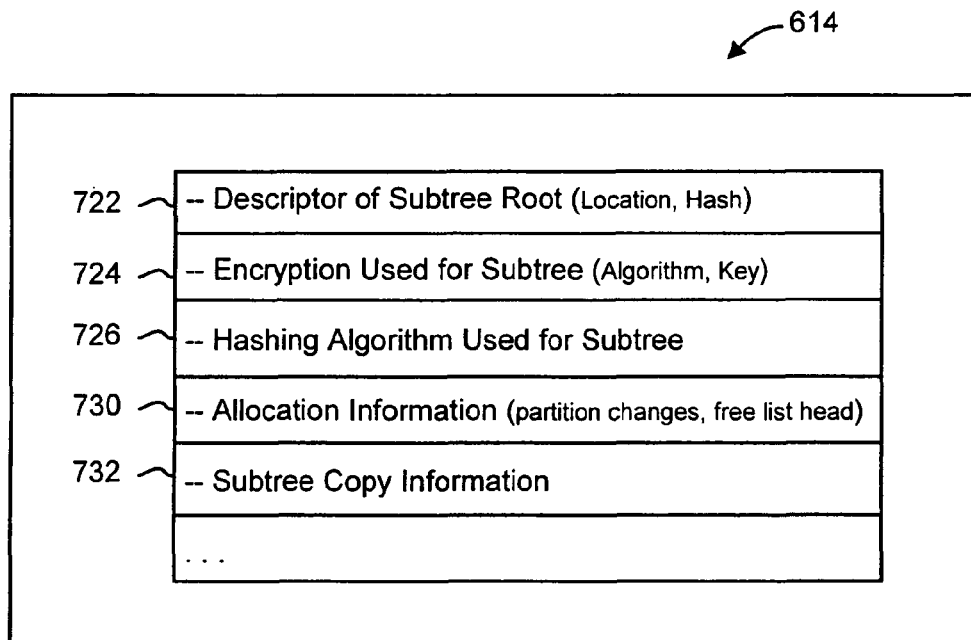 614
722 -- Descriptor of Subtree Root (Location, Hash)
724 -- Encryption Used for Subtree (Algorithm, Key)
726 -- Hashing Algorithm Used for Subtree
730 -- Allocation Information (partition changes, free list head)
732 -- Subtree Copy Information
. . .